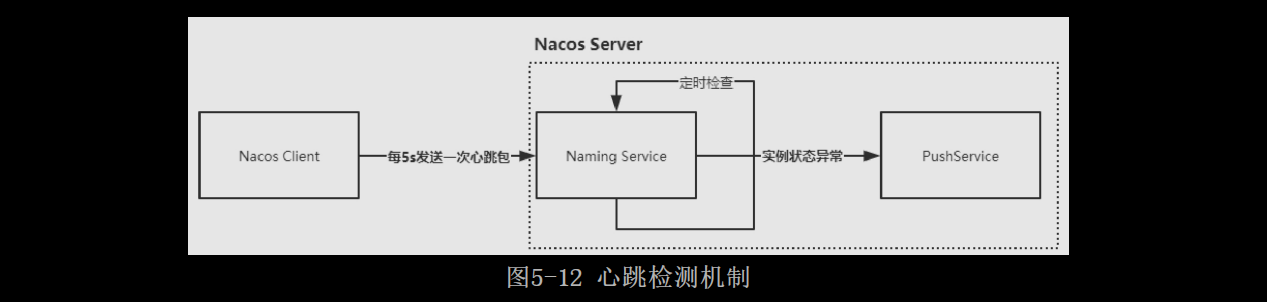 Nacos Server
定时检查
Nacos Client
每5s发送一次心跳包
Naming Service
实例状态异常
PushService
图5-12 心跳检测机制